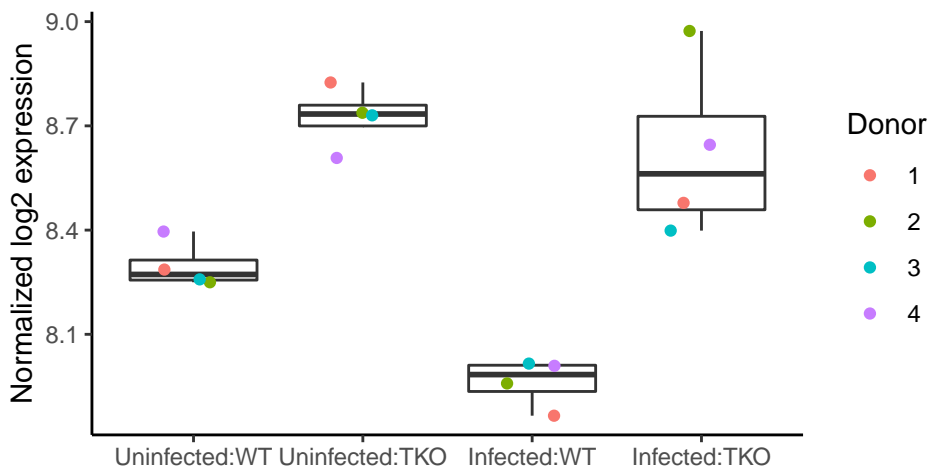 Normalized log2 expression
9.0
8.7
8.4
8.1
Uninfected:WT
Uninfected:TKO
Infected:WT
Infected:TKO
Donor
1
2
3
4